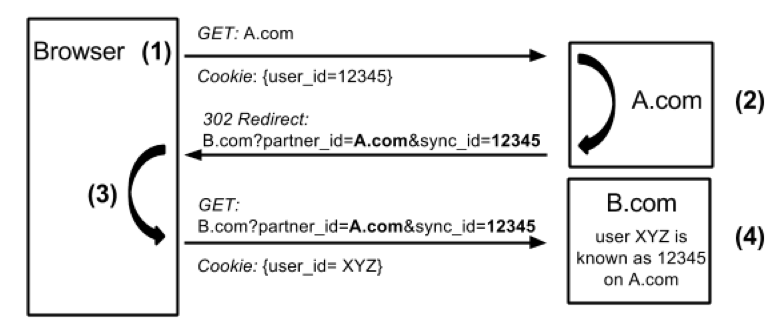 Browser (1)
GET: A.com
Cookie: {user_id=12345}
A.com
(2)
302 Redirect:
B.com?partner_id=A.com&sync_id=12345
(3)
GET:
B.com?partner_id=A.com&sync_id=12345
Cookie: {user_id= XYZ}
B.com
user XYZ is
known as 12345
on A.com
(4)